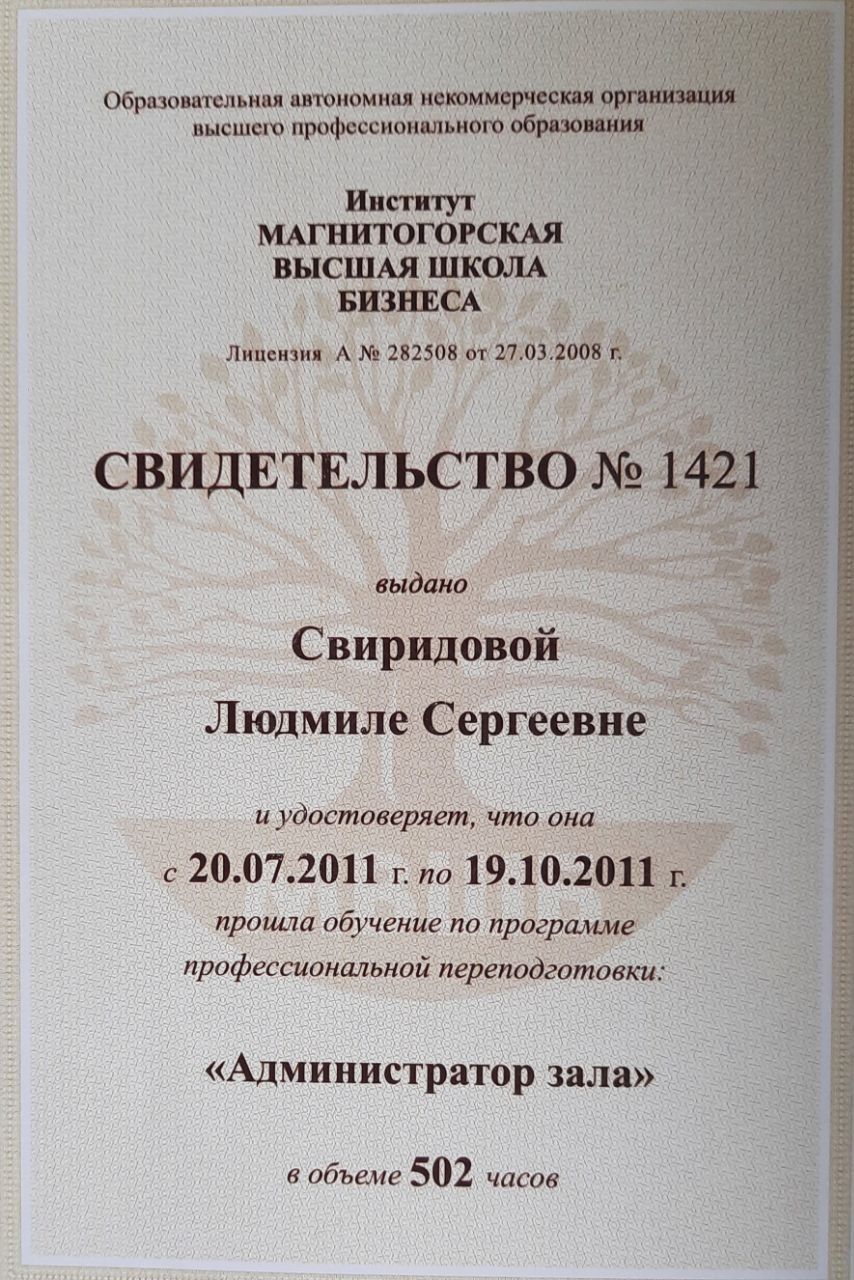 Образовательная автономная некоммерческая организация
высшего профессионального образования
Институт
МАГНИТОГОРСКАЯ
ВЫСШАЯ ШКОЛА
БИЗНЕСА
Лицензия А № 282508 от 27.03.2008 г.
СВИДЕТЕЛЬСТВО № 1421
выдано
Свиридовой
Людмиле Сергеевне
и удостоверяет, что она
с 20.07.2011 г. по 19.10.2011 г.
прошла обучение по программе
профессиональной переподготовки:
«Администратор зала»
в объеме 502 часов